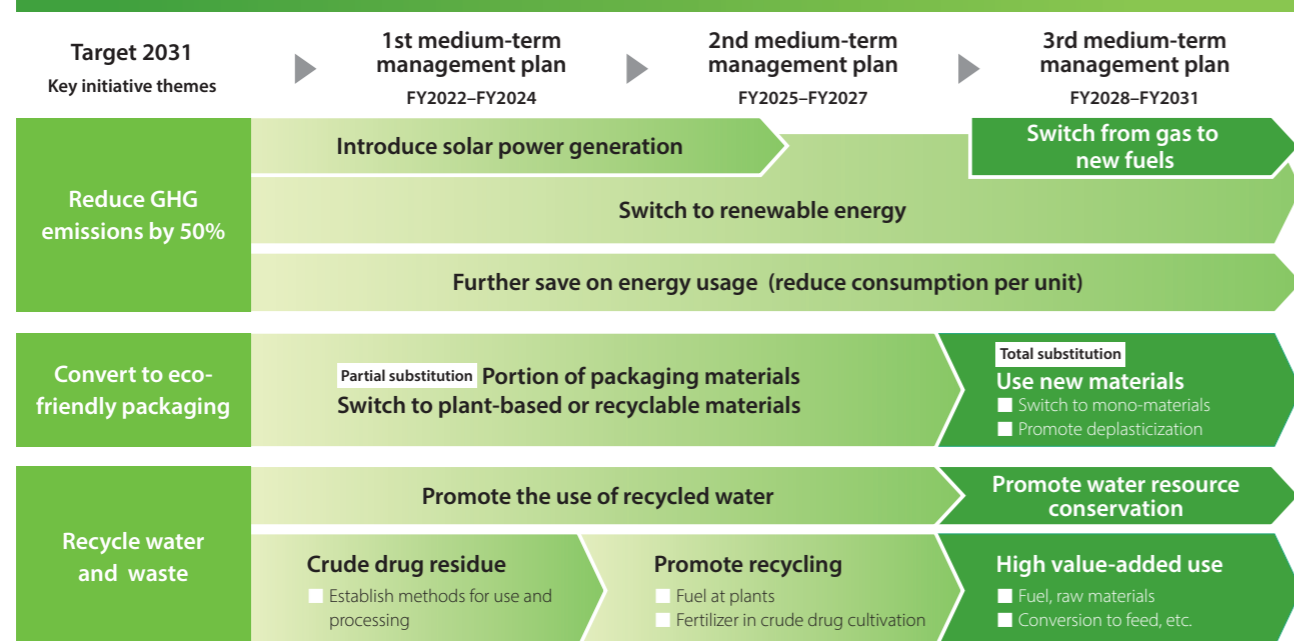 Target 2031
Key initiative themes
1st medium-term
management plan
FY2022–FY2024
2nd medium-term
management plan
FY2025–FY2027
3rd medium-term
management plan
FY2028–FY2031
Reduce GHG
emissions by 50%
Introduce solar power generation
Switch from gas to
new fuels
Switch to renewable energy
Further save on energy usage (reduce consumption per unit)
Convert to eco-
friendly packaging
Partial substitution Portion of packaging materials
Switch to plant-based or recyclable materials
Total substitution
Use new materials
Switch to mono-materials
Promote deplasticization
Recycle water
and waste
Promote the use of recycled water
Promote water resource
conservation
Crude drug residue
Establish methods for use and
processing
Promote recycling
Fuel at plants
Fertilizer in crude drug cultivation
High value-added use
Fuel, raw materials
Conversion to feed, etc.